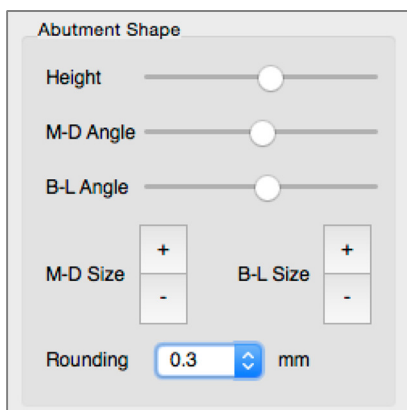 Abutment Shape
Height
M-D Angle
B-L Angle
M-D Size + - B-L Size + -
Rounding 0.3 mm